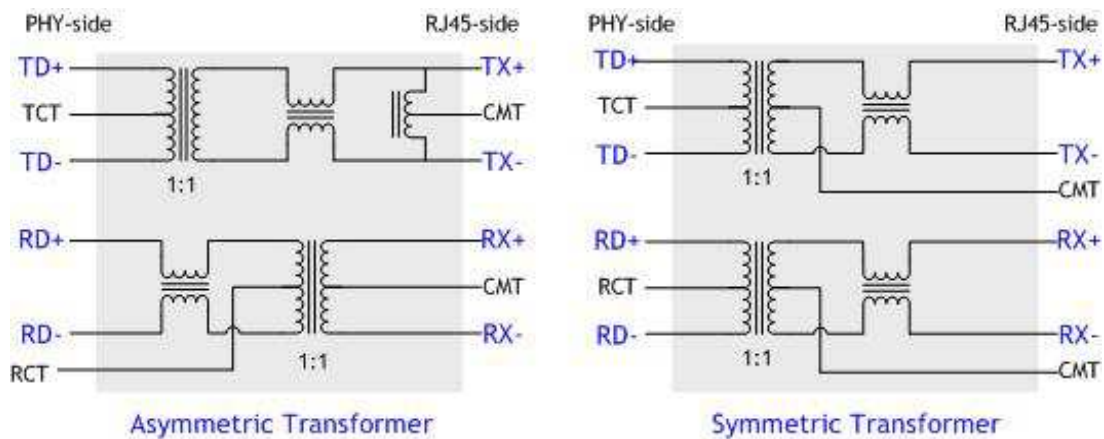 PHY-side
RJ45-side
TD+
TX+
TCT
CMT
TD-
TX-
1:1
RD+
RX+
CMT
RD-
RX-
RCT
1:1
Asymmetric Transformer
PHY-side
RJ45-side
TD+
TX+
TCT
TD-
TX-
1:1
CMT
RD+
RX+
RCT
RD-
RX-
1:1
CMT
Symmetric Transformer